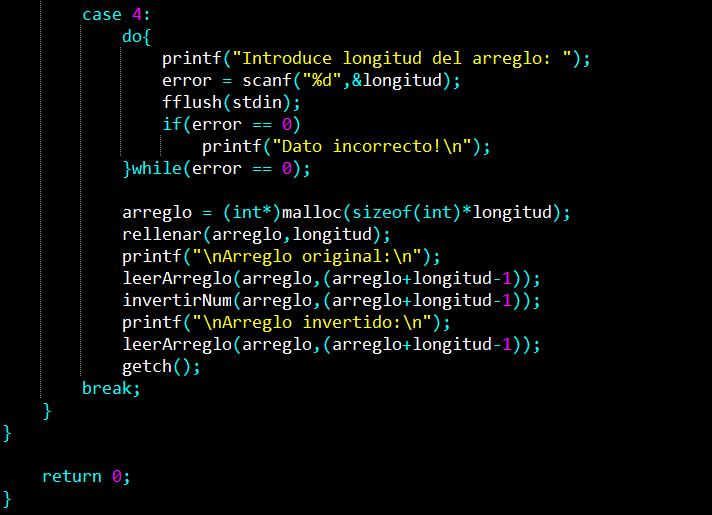 case 4:
do{
printf("Introduce longitud del arreglo: ");
error = scanf("%d",&longitud);
fflush(stdin);
if(error == 0)
printf("Dato incorrecto!\n");
}while(error == 0);
arreglo = (int*)malloc(sizeof(int)*longitud);
rellenar(arreglo,longitud);
printf("\nArreglo original:\n");
leerArreglo(arreglo,(arreglo+longitud-1));
invertirNum(arreglo,(arreglo+longitud-1));
printf("\nArreglo invertido:\n");
leerArreglo(arreglo,(arreglo+longitud-1));
getch();
break;
}
}
return 0;
}